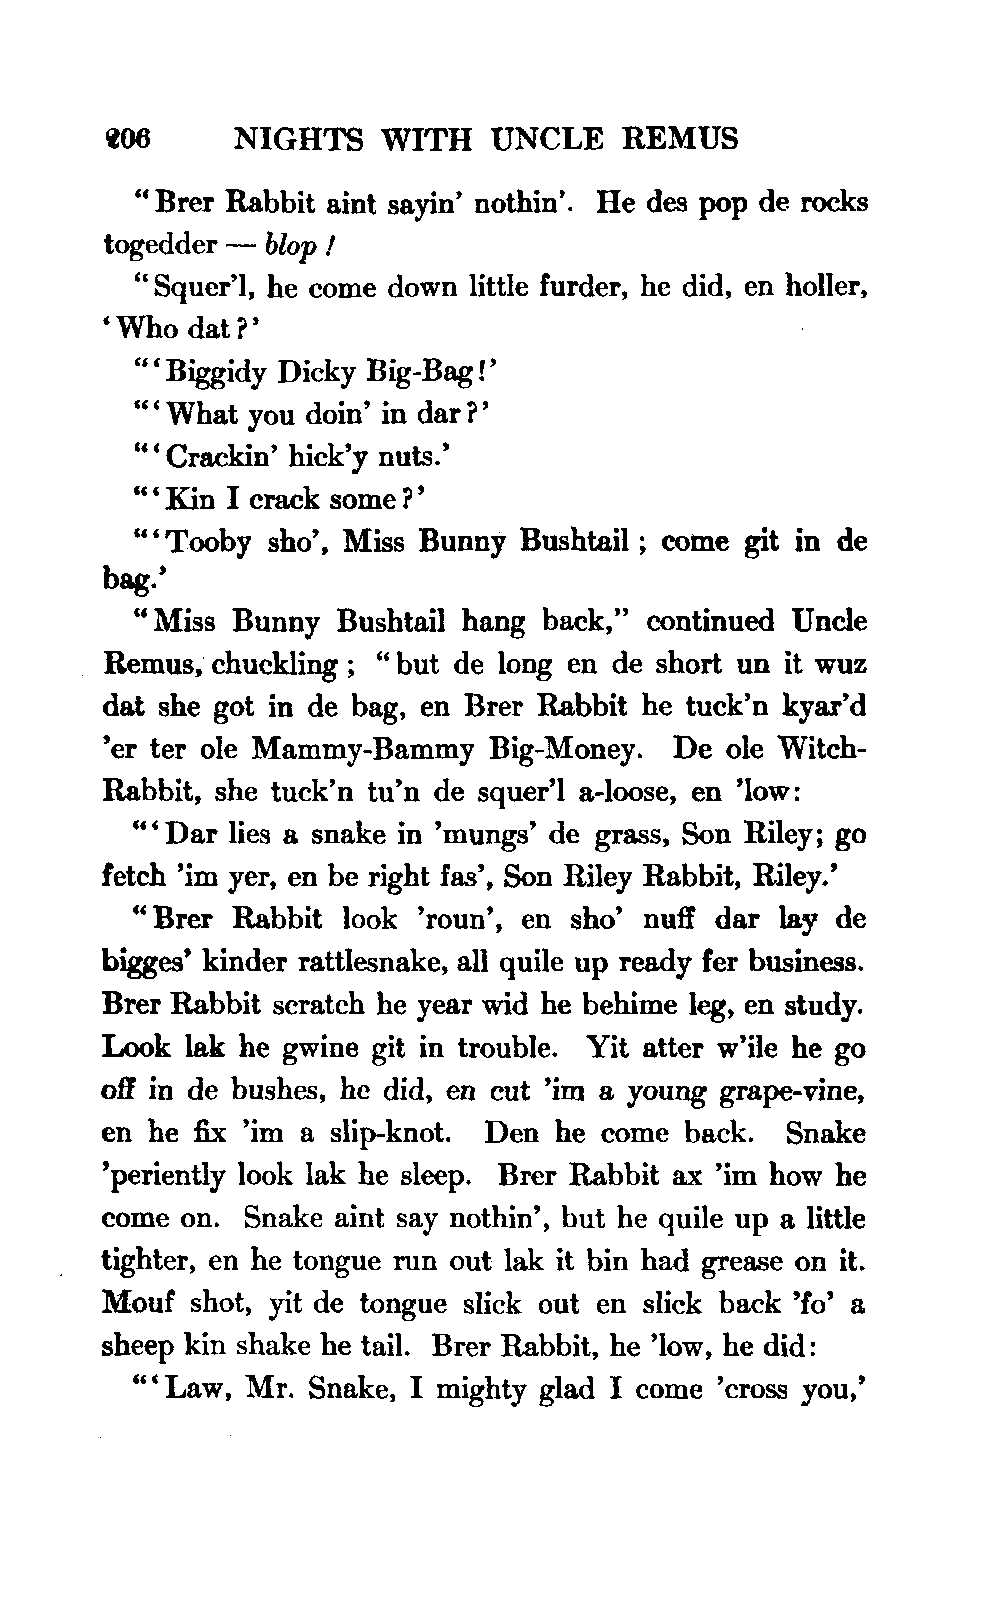 206 NIGHTS WITH UNCLE REMUS
"Brer Rabbit aint sayin' nothin'. He des pop de rocks
togedder — blop!
"Squer'l, he come down little furder, he did, en holler,
'Who dat?'
"'Biggidy Dicky Big-Bag!'
"'What you doin' in dar?'
"'Crackin' hick'y nuts.'
"'Kin I crack some?'
"'Tooby sho', Miss Bunny Bushtail; come git in de
bag.'
"Miss Bunny Bushtail hang back," continued Uncle
Remus, chuckling; "but de long en de short un it wuz
dat she got in de bag, en Brer Rabbit he tuck'n kyar'd
'er ter ole Mammy-Bammy Big-Money. De ole Witch-
Rabbit, she tuck'n tu'n de squer'l a-loose, en 'low:
"'Dar lies a snake in 'mungs' de grass, Son Riley; go
fetch 'im yer, en be right fas', Son Riley Rabbit, Riley.'
"Brer Rabbit look 'roun', en sho' nuff dar lay de
bigges' kinder rattlesnake, all quile up ready fer business.
Brer Rabbit scratch he year wid he behime leg, en study.
Look lak he gwine git in trouble. Yit atter w'ile he go
off in de bushes, he did, en cut 'im a young grape-vine,
en he fix 'im a slip-knot. Den he come back. Snake
'periently look lak he sleep. Brer Rabbit ax 'im how he
come on. Snake aint say nothin', but he quile up a little
tighter, en he tongue run out lak it bin had grease on it.
Mouf shot, yit de tongue slick out en slick back 'fo' a
sheep kin shake he tail. Brer Rabbit, he 'low, he did:
"'Law, Mr. Snake, I mighty glad I come 'cross you,'